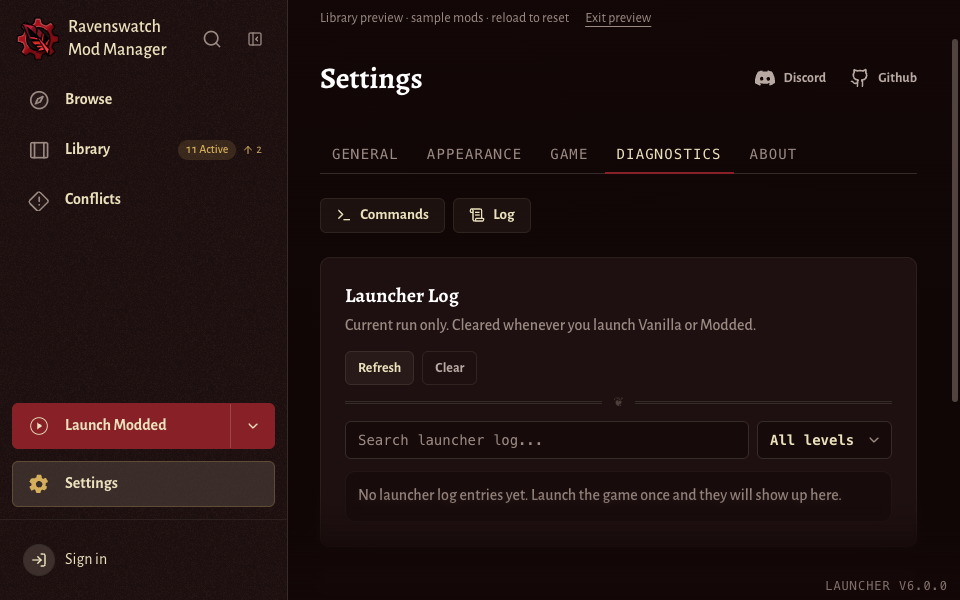 Ravenswatch
Mod Manager
Browse
Library
11 Active
↑ 2
Conflicts
Launch Modded
Settings
Sign in
Library preview · sample mods · reload to reset
Exit preview
Settings
Discord
Github
GENERAL
APPEARANCE
GAME
DIAGNOSTICS
ABOUT
Commands
Log
Launcher Log
Current run only. Cleared whenever you launch Vanilla or Modded.
Refresh
Clear
Search launcher log...
All levels
No launcher log entries yet. Launch the game once and they will show up here.
LAUNCHER V6.0.0